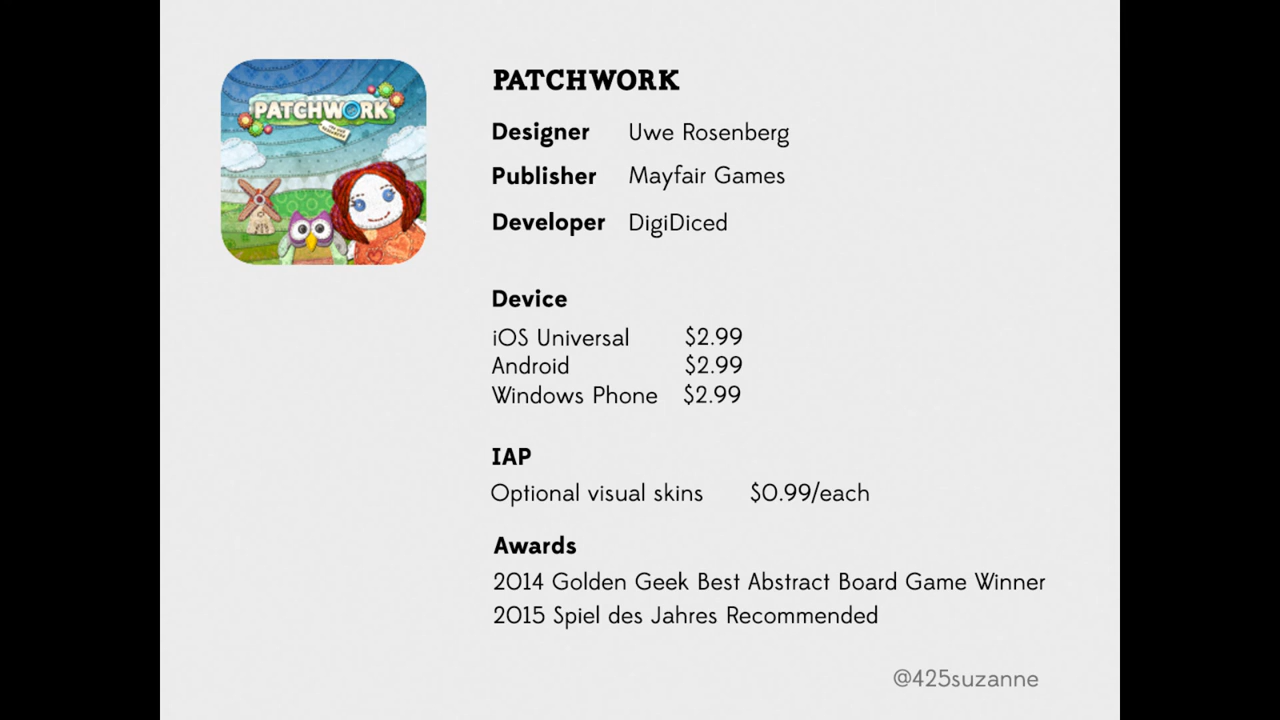 PATCHWORK
PATCHWORK
Designer Uwe Rosenberg
Publisher Mayfair Games
Developer DigiDiced
Device
iOS Universal $2.99
Android $2.99
Windows Phone $2.99
IAP
Optional visual skins $0.99/each
Awards
2014 Golden Geek Best Abstract Board Game Winner
2015 Spiel des Jahres Recommended
@425suzanne